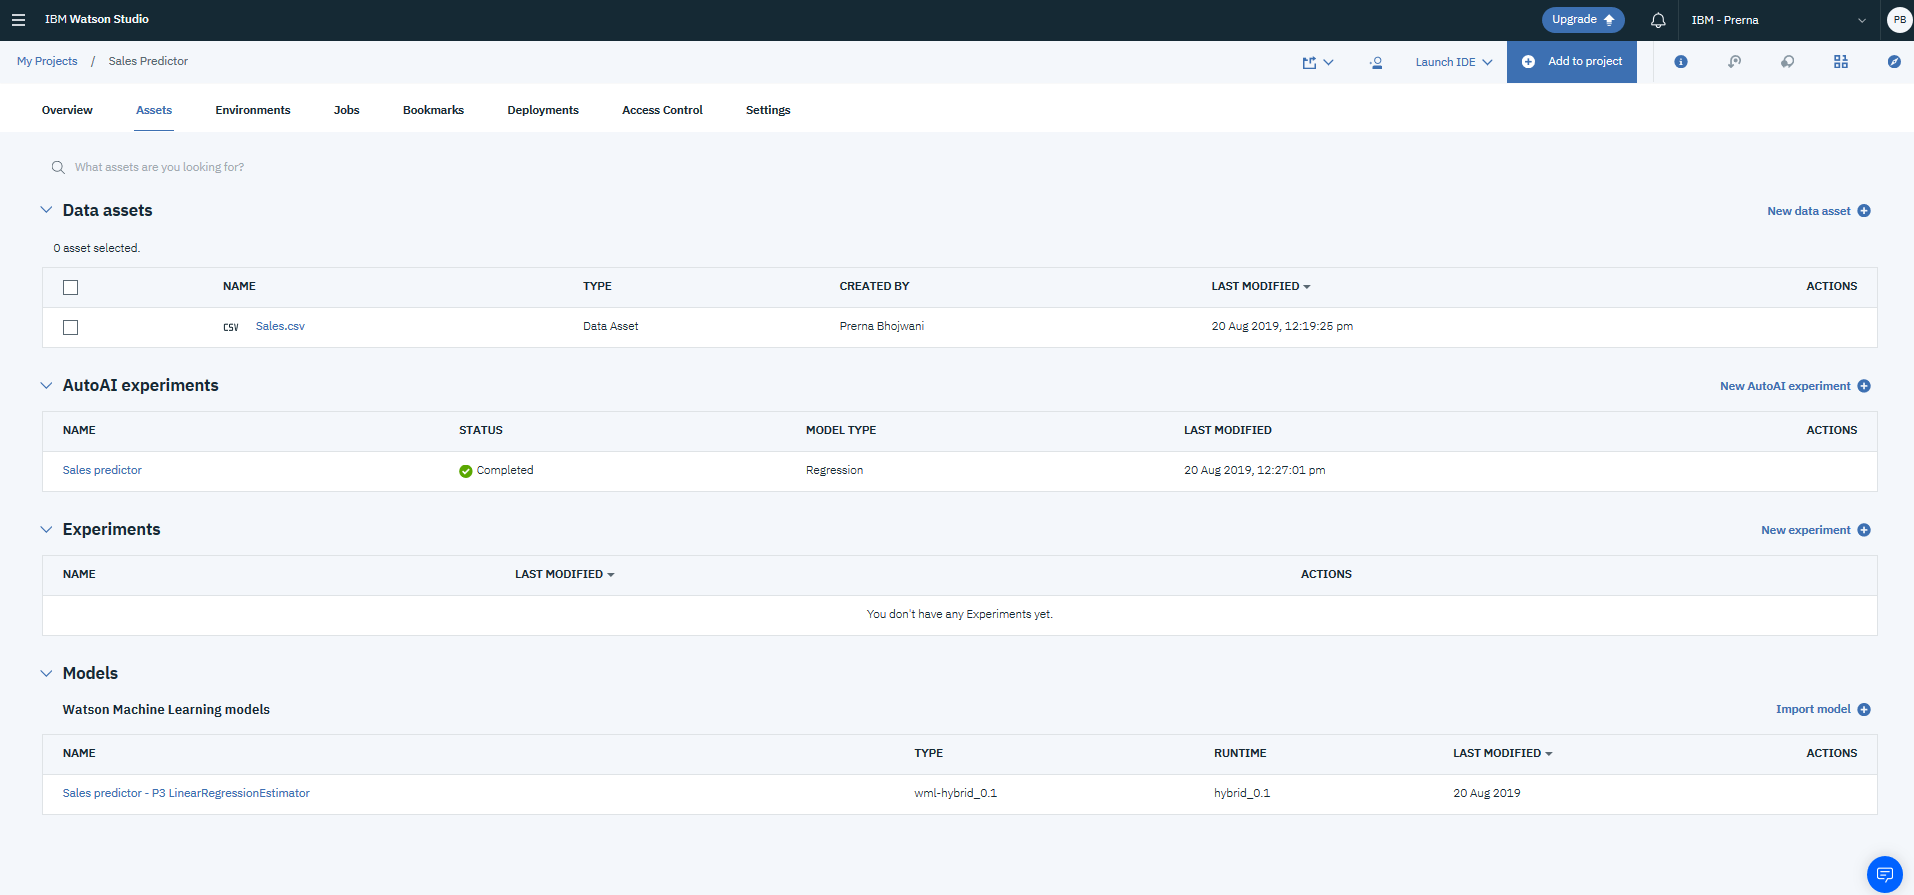 IBM Watson Studio
Upgrade
IBM - Prerna
PB
My Projects / Sales Predictor
Launch IDE
Add to project
Overview Assets Environments Jobs Bookmarks Deployments Access Control Settings
What assets are you looking for?
Data assets
New data asset
0 asset selected.
NAME TYPE CREATED BY LAST MODIFIED ACTIONS
CSV Sales.csv Data Asset Prerna Bhojwani 20 Aug 2019, 12:19:25 pm
AutoAI experiments
New AutoAI experiment
NAME STATUS MODEL TYPE LAST MODIFIED ACTIONS
Sales predictor Completed Regression 20 Aug 2019, 12:27:01 pm
Experiments
New experiment
NAME LAST MODIFIED ACTIONS
You don't have any Experiments yet.
Models
Watson Machine Learning models
Import model
NAME TYPE RUNTIME LAST MODIFIED ACTIONS
Sales predictor - P3 LinearRegressionEstimator wml-hybrid_0.1 hybrid_0.1 20 Aug 2019